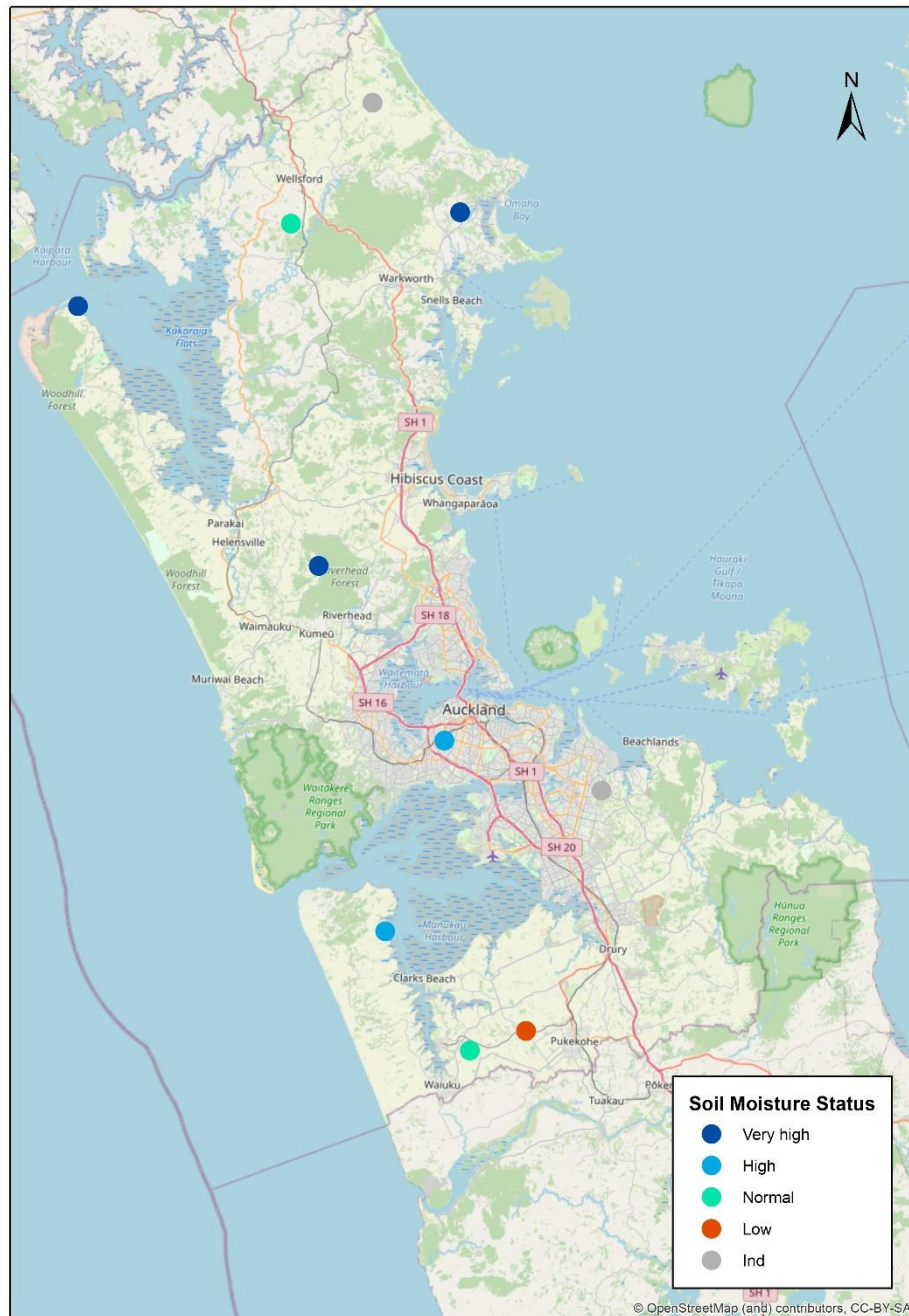 N
Wellsford
Omaha
Bay
Kaipara
Harbour
Warkworth
Snells Beach
Kakaraia
Flats
Woodhill
Forest
SH 1
Hibiscus Coast
Whangaparāoa
Parakai
Helensville
Hauraki
Gulf /
Tīkapa
Moana
Woodhill
Forest
Forest
Riverhead
SH 18
Waimauku
Kumeū
Muriwai Beach
Waitematā
Harbour
SH 16
Auckland
Beachlands
SH 1
Waitākere
Ranges
Regional
Park
SH 20
Hūnua
Ranges
Regional
Park
Manukau
Harbour
Drury
Clarks Beach
Pukekohe
Waiuku
Tuakau
Soil Moisture Status
Very high
High
Normal
Low
Ind
SH 1
© OpenStreetMap (and) contributors, CC-BY-SA